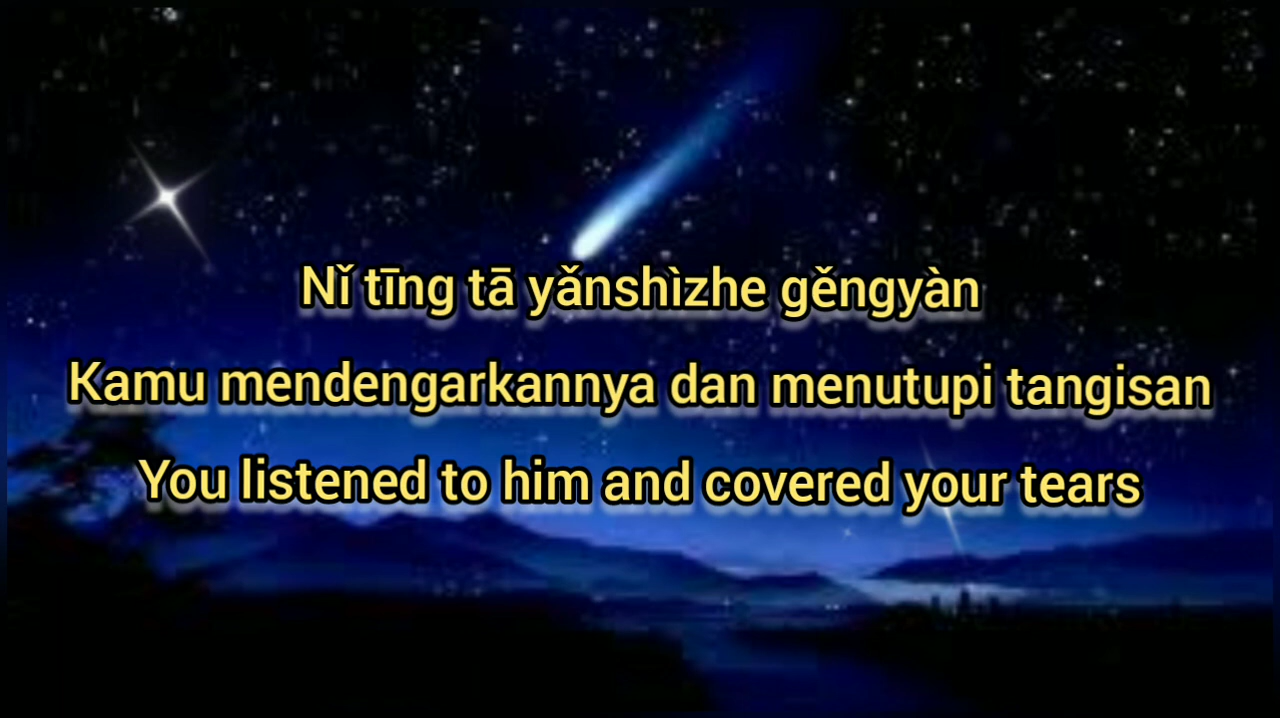 Nǐ tīng tā yǎnshìzhe gěngyàn
Kamu mendengarkannya dan menutupi tangisan
You listened to him and covered your tears